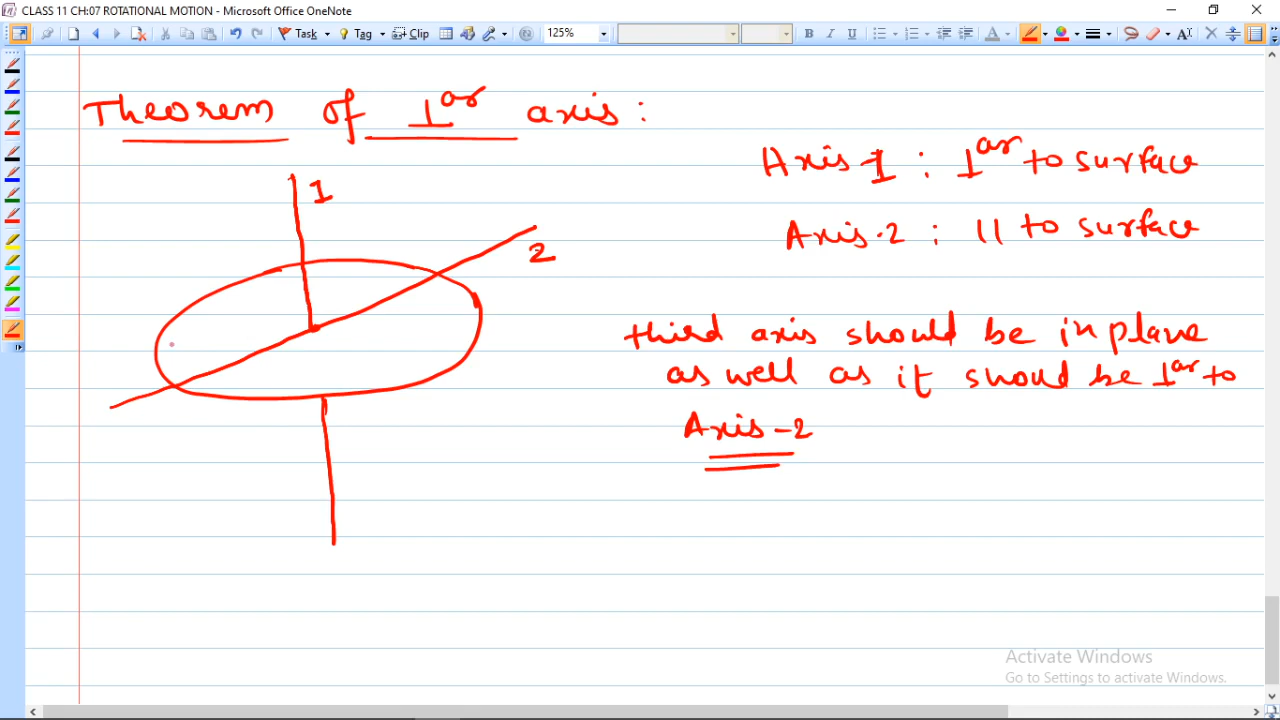 CLASS 11 CH:07 ROTATIONAL MOTION - Microsoft Office OneNote
Task Tag Clip 125% B I U
Theorem of ⊥ar axis :
Axis-1 : ⊥ar to surface
Axis-2 : || to surface
1
2
third axis should be in plane
as well as it should be ⊥ar to
Axis-2
Activate Windows
Go to Settings to activate Windows.